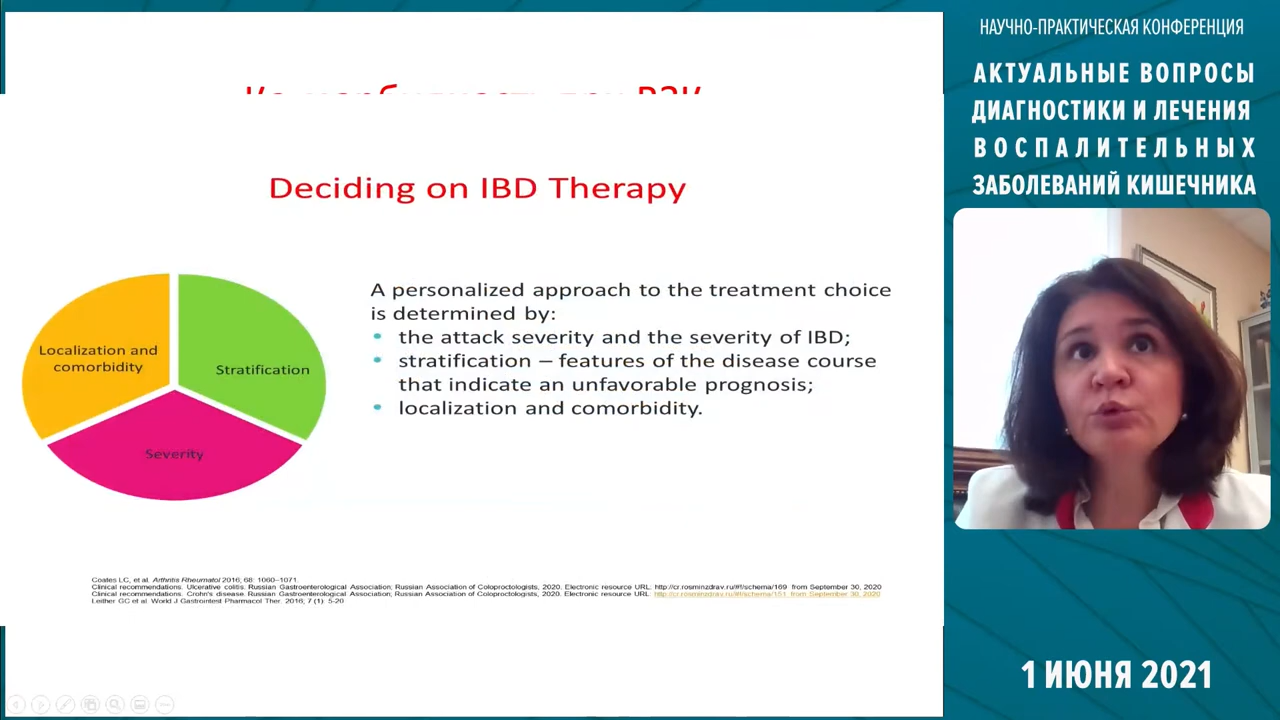 Deciding on IBD Therapy
Localization and
comorbidity
Stratification
Severity
A personalized approach to the treatment choice
is determined by:
• the attack severity and the severity of IBD;
• stratification – features of the disease course
that indicate an unfavorable prognosis;
• localization and comorbidity.
Coates LC, et al. Arthritis Rheumatol 2016; 68: 1060–1071.
Clinical recommendations. Ulcerative colitis. Russian Gastroenterological Association; Russian Association of Coloproctologists, 2020. Electronic resource URL: http://cr.rosminzdrav.ru/#!/schema/169 from September 30, 2020
Clinical recommendations. Crohn's disease. Russian Gastroenterological Association; Russian Association of Coloproctologists, 2020. Electronic resource URL: http://cr.rosminzdrav.ru/#!/schema/151 from September 30, 2020
Leither GC et al. World J Gastrointest Pharmacol Ther. 2016; 7 (1): 5-20
НАУЧНО-ПРАКТИЧЕСКАЯ КОНФЕРЕНЦИЯ
АКТУАЛЬНЫЕ ВОПРОСЫ
ДИАГНОСТИКИ И ЛЕЧЕНИЯ
ВОСПАЛИТЕЛЬНЫХ
ЗАБОЛЕВАНИЙ КИШЕЧНИКА
1 ИЮНЯ 2021